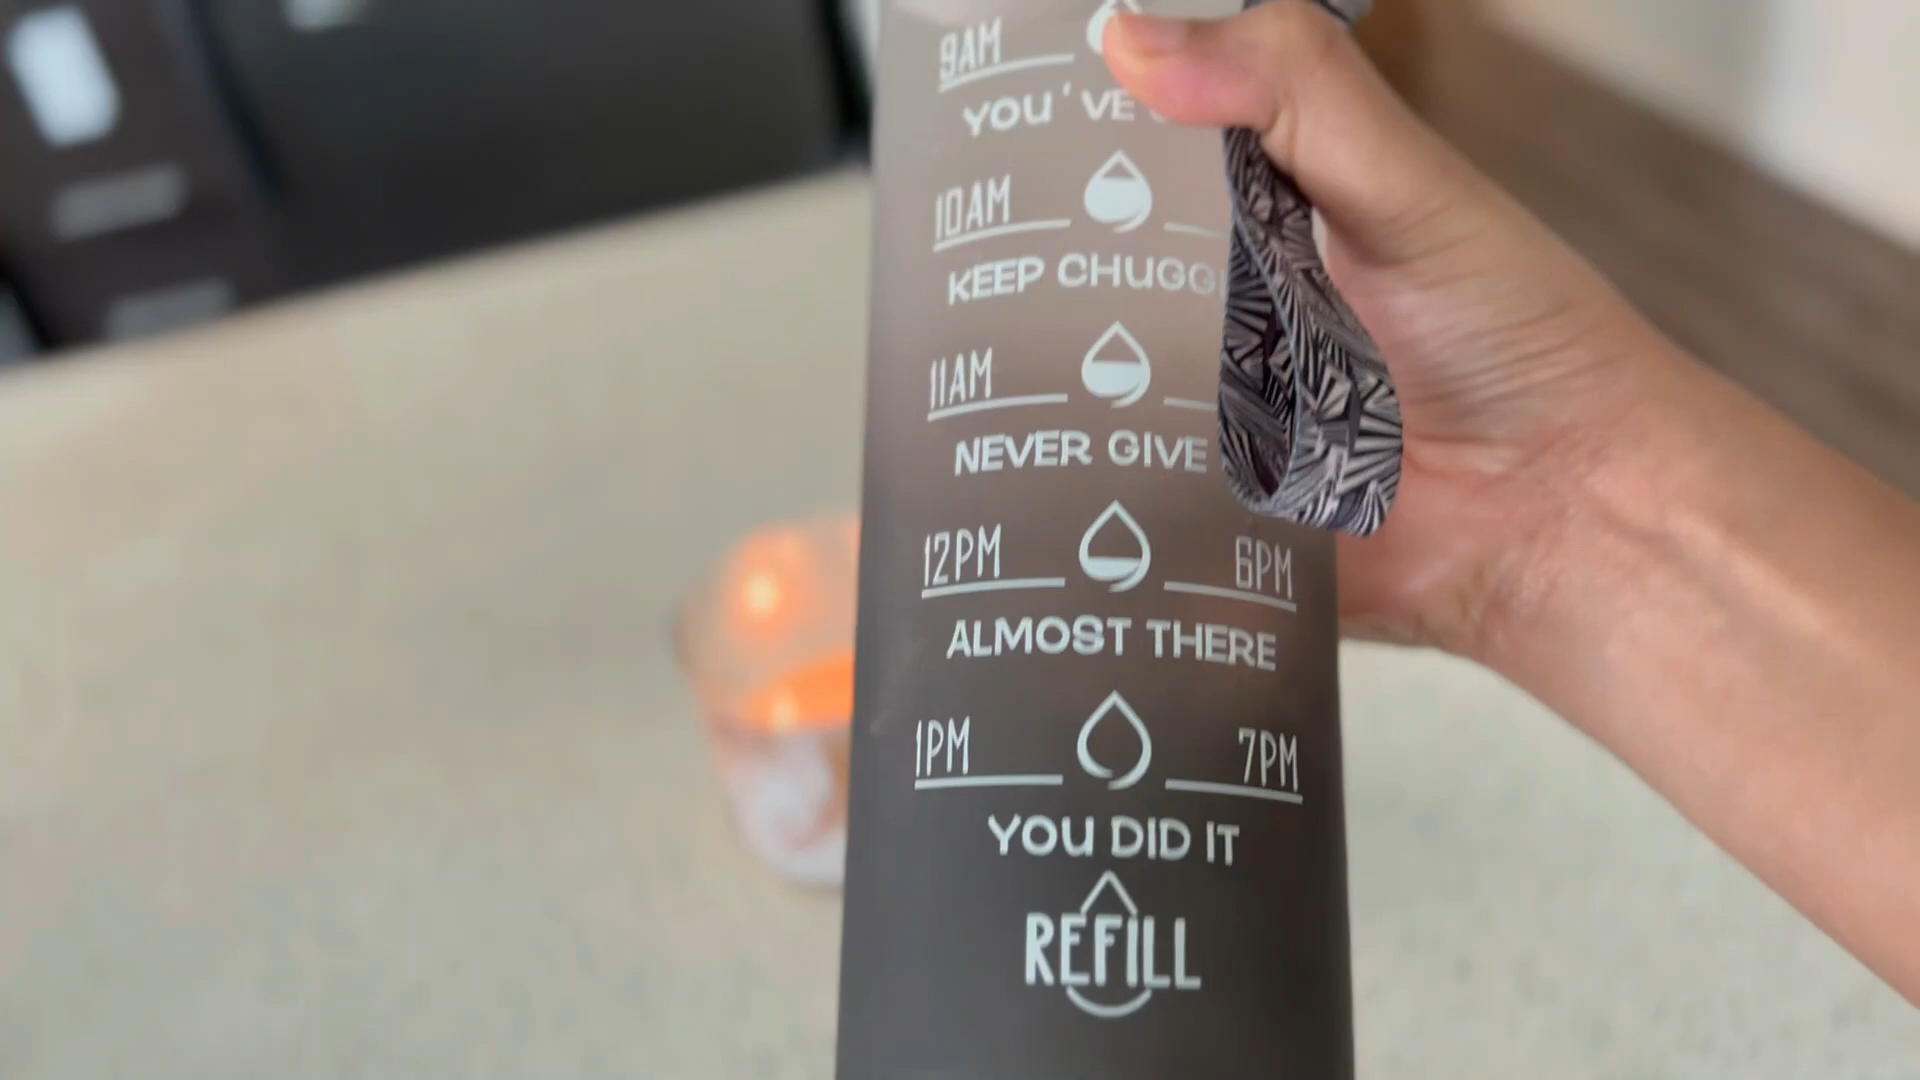 9AM
YOU'VE
10AM
KEEP CHUGG
11AM
NEVER GIVE
12PM 6PM
ALMOST THERE
1PM 7PM
YOU DID IT
REFILL